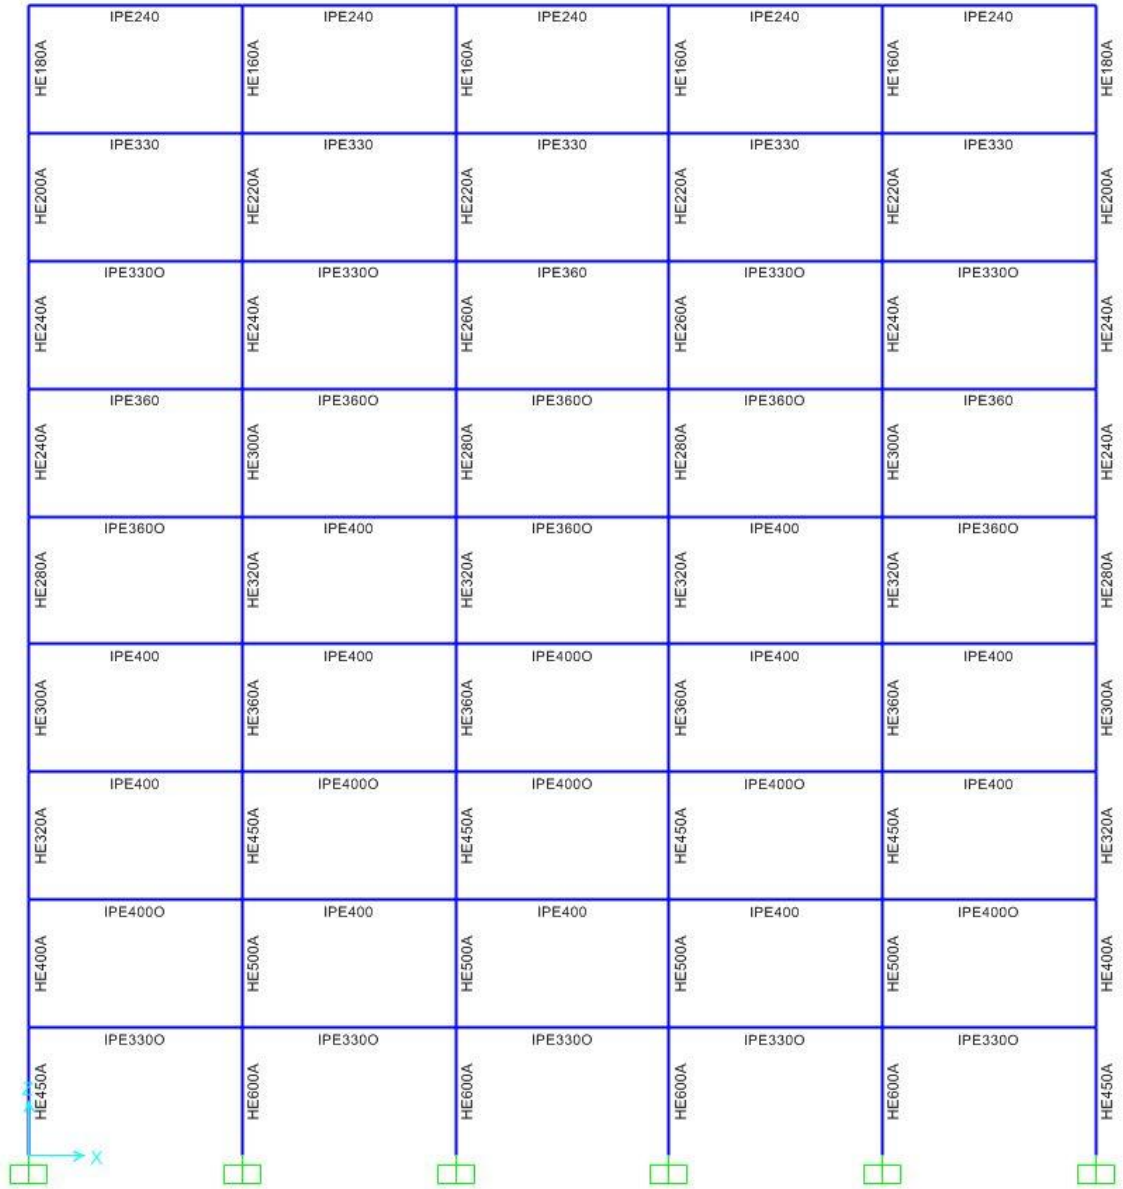 IPE240 IPE240 IPE240 IPE240 IPE240
HE180A HE160A HE160A HE160A HE160A HE180A
IPE330 IPE330 IPE330 IPE330 IPE330
HE200A HE220A HE220A HE220A HE220A HE200A
IPE330O IPE330O IPE360 IPE330O IPE330O
HE240A HE240A HE260A HE260A HE240A HE240A
IPE360 IPE360O IPE360O IPE360O IPE360
HE240A HE300A HE280A HE280A HE300A HE240A
IPE360O IPE400 IPE360O IPE400 IPE360O
HE280A HE320A HE320A HE320A HE320A HE280A
IPE400 IPE400 IPE400O IPE400 IPE400
HE300A HE360A HE360A HE360A HE360A HE300A
IPE400 IPE400O IPE400O IPE400O IPE400
HE320A HE450A HE450A HE450A HE450A HE320A
IPE400O IPE400 IPE400 IPE400 IPE400O
HE400A HE500A HE500A HE500A HE500A HE400A
IPE330O IPE330O IPE330O IPE330O IPE330O
HE450A HE600A HE600A HE600A HE600A HE450A
Z
X